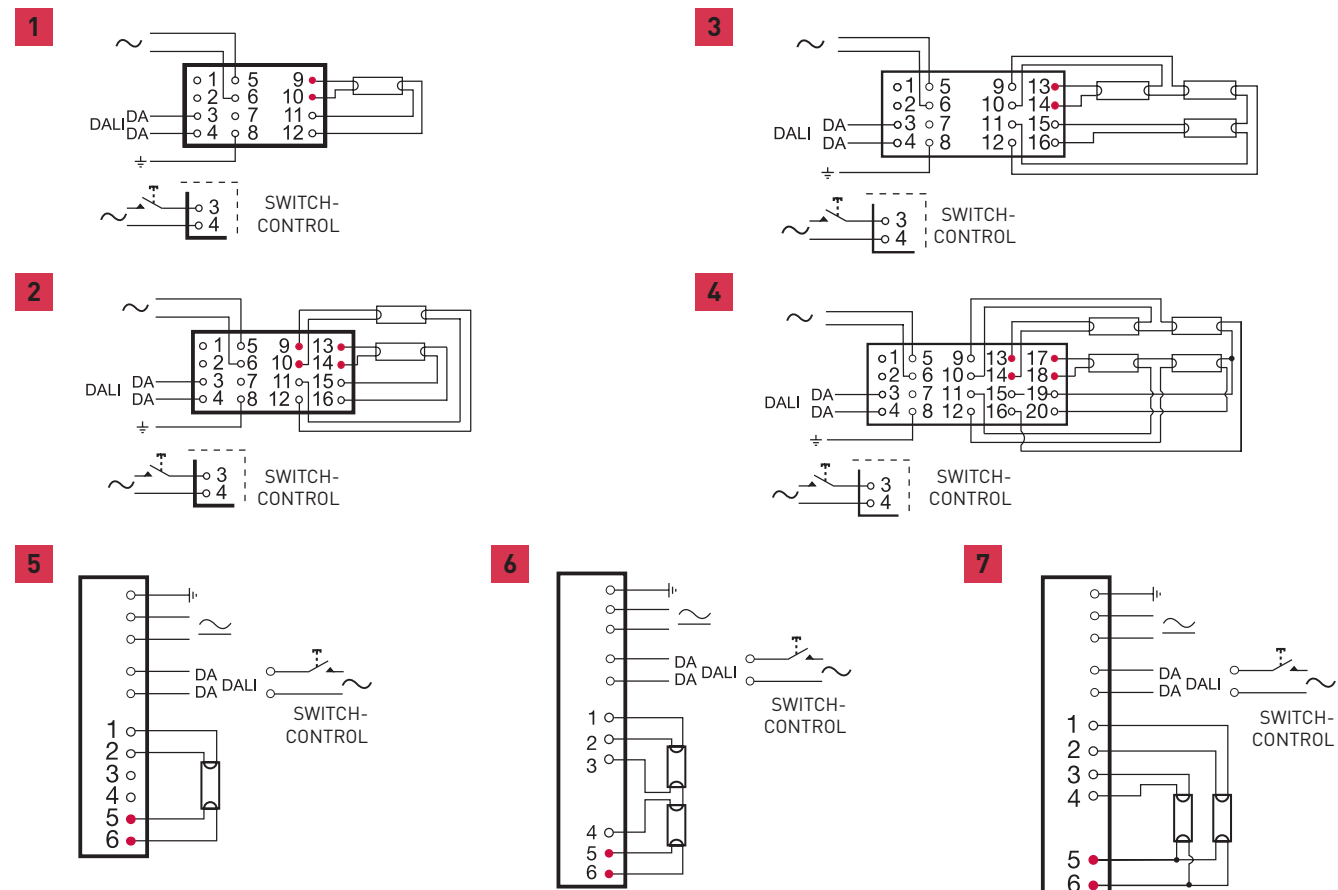 1
1 5 9
2 6 10
DALI DA 3 7 11
DA 4 8 12
3
4
SWITCH-
CONTROL
3
1 5 9 13
2 6 10 14
DALI DA 3 7 11 15
DA 4 8 12 16
3
4
SWITCH-
CONTROL
2
1 5 9 13
2 6 10 14
DALI DA 3 7 11 15
DA 4 8 12 16
3
4
SWITCH-
CONTROL
4
1 5 9 13 17
2 6 10 14 18
DALI DA 3 7 11 15 19
DA 4 8 12 16 20
3
4
SWITCH-
CONTROL
5
DA
DA DALI
SWITCH-
CONTROL
1
2
3
4
5
6
6
DA
DA DALI
SWITCH-
CONTROL
1
2
3
4
5
6
7
DA
DA DALI
SWITCH-
CONTROL
1
2
3
4
5
6